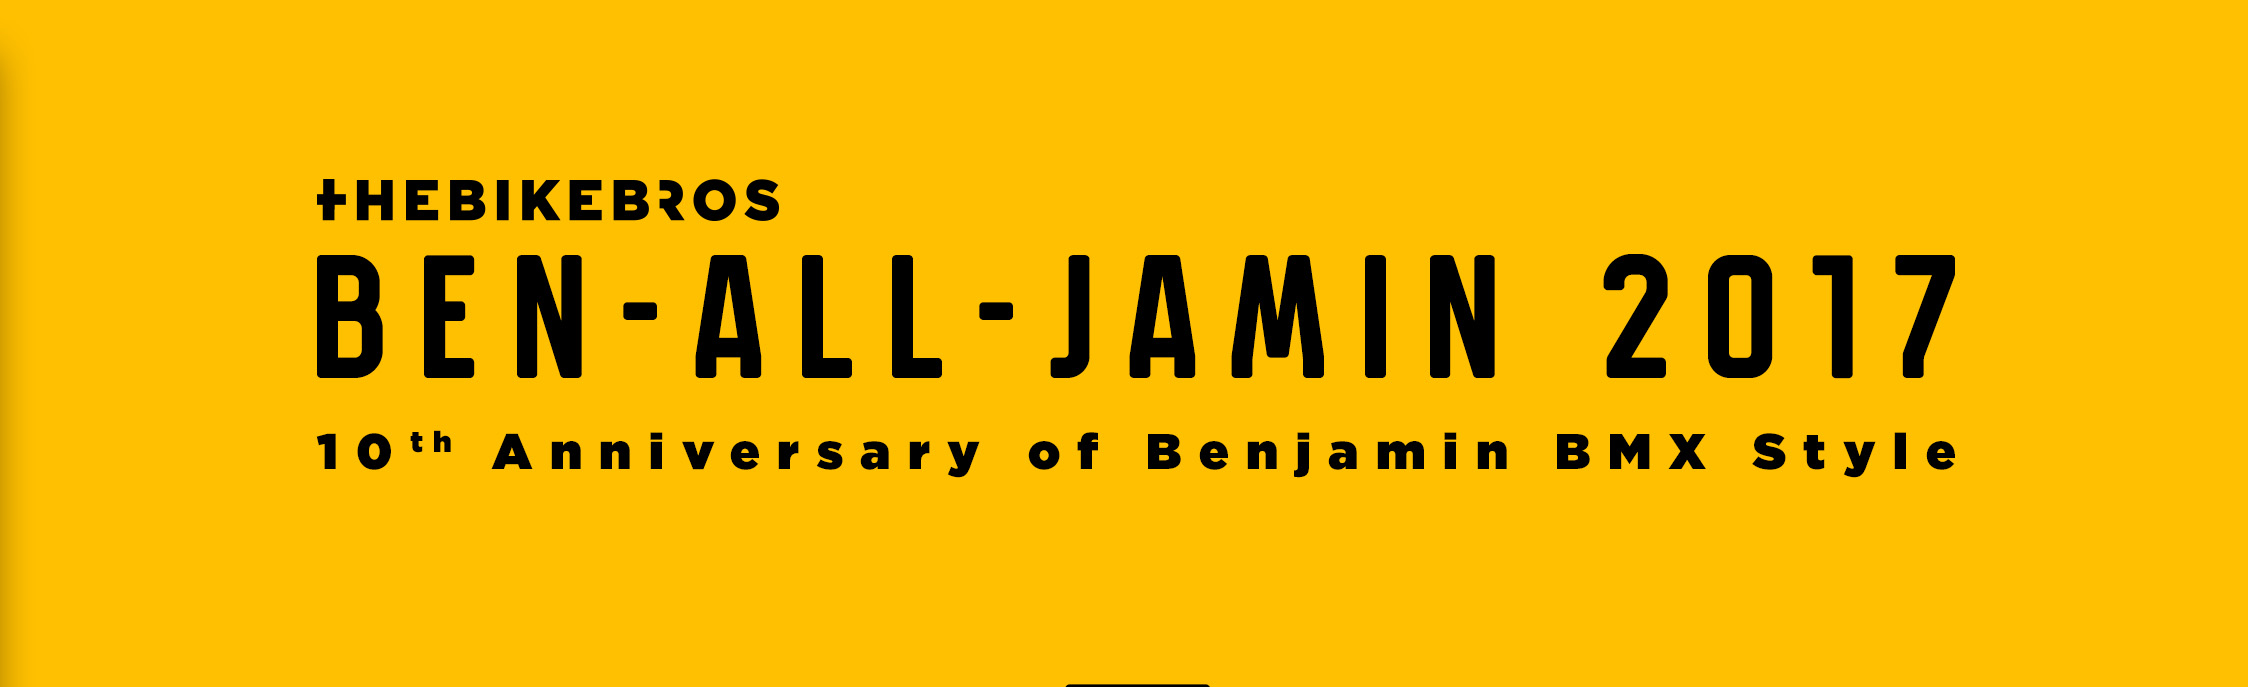 tHEBIKEBROS
BEN-ALL-JAMIN 2017
10th Anniversary of Benjamin BMX Style